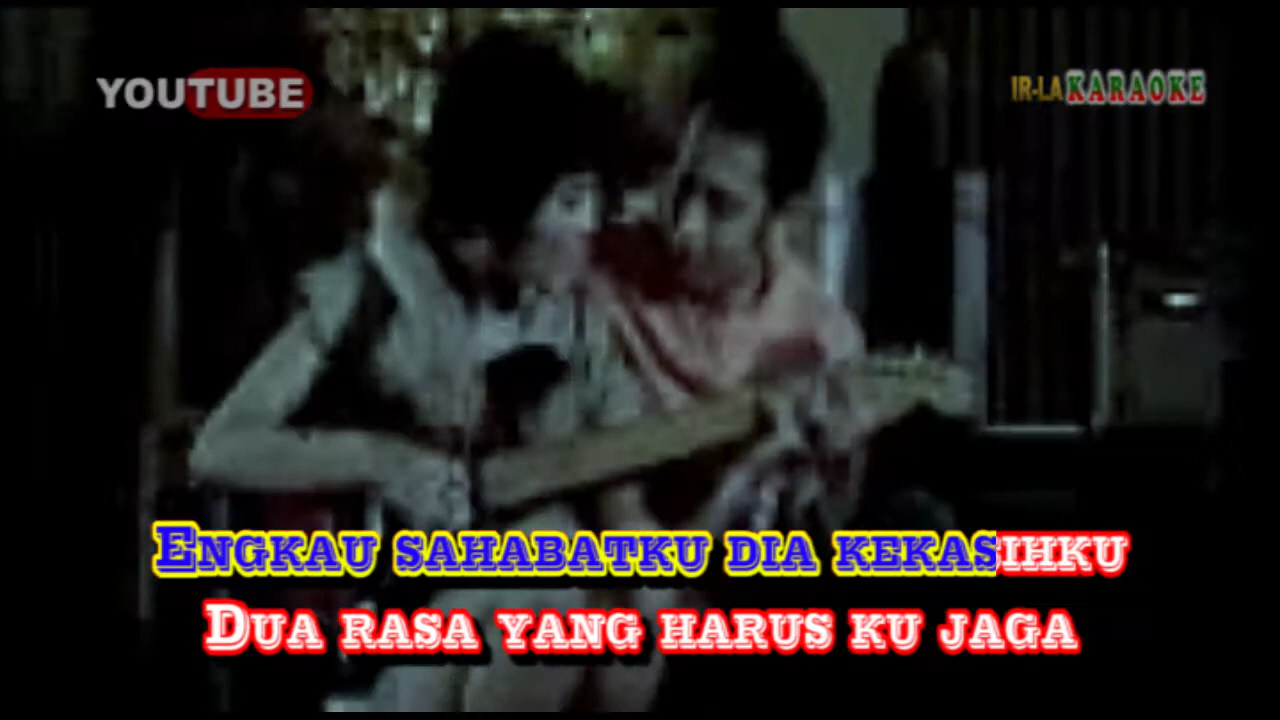 YOUTUBE
IR-LA KARAOKE
ENGKAU SAHABATKU DIA KEKASIHKU
DUA RASA YANG HARUS KU JAGA